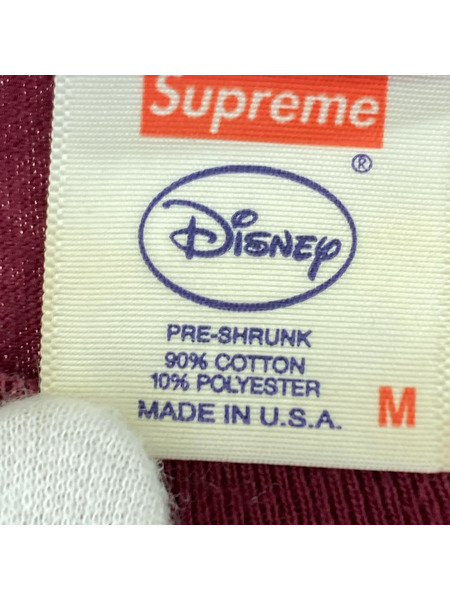 Supreme
®
Disney
PRE-SHRUNK
90% COTTON
10% POLYESTER
MADE IN U.S.A. M